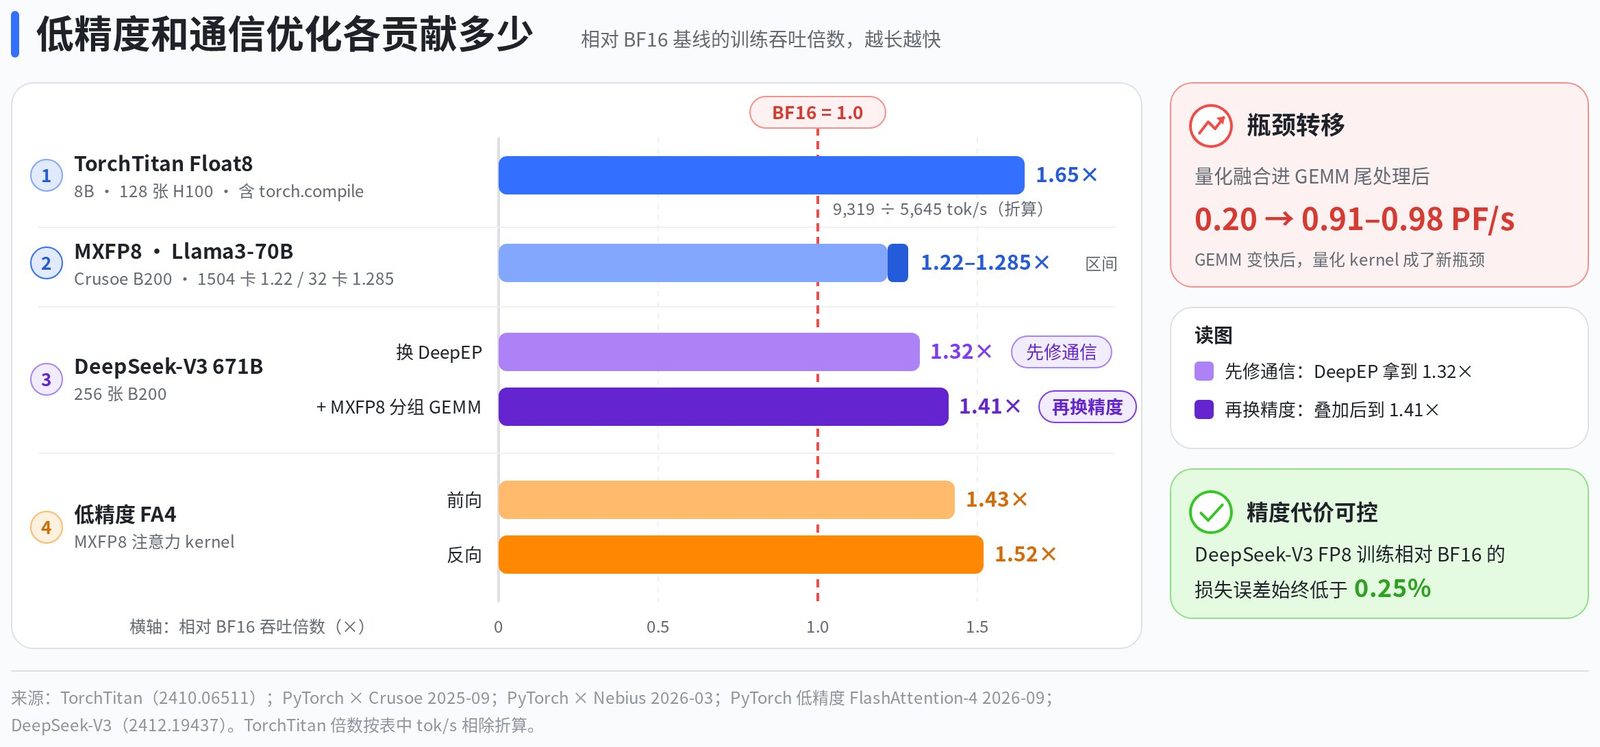 低精度和通信优化各贡献多少
相对 BF16 基线的训练吞吐倍数，越长越快
BF16 = 1.0
1
TorchTitan Float8
8B · 128 张 H100 · 含 torch.compile
1.65×
9,319 ÷ 5,645 tok/s（折算）
2
MXFP8 · Llama3-70B
Crusoe B200 · 1504 卡 1.22 / 32 卡 1.285
1.22–1.285×
区间
3
DeepSeek-V3 671B
256 张 B200
换 DeepEP
1.32×
先修通信
+ MXFP8 分组 GEMM
1.41×
再换精度
4
低精度 FA4
MXFP8 注意力 kernel
前向
1.43×
反向
1.52×
横轴：相对 BF16 吞吐倍数（×）
0
0.5
1.0
1.5
瓶颈转移
量化融合进 GEMM 尾处理后
0.20 → 0.91–0.98 PF/s
GEMM 变快后，量化 kernel 成了新瓶颈
读图
先修通信：DeepEP 拿到 1.32×
再换精度：叠加后到 1.41×
精度代价可控
DeepSeek-V3 FP8 训练相对 BF16 的
损失误差始终低于 0.25%
来源：TorchTitan（2410.06511）；PyTorch × Crusoe 2025-09；PyTorch × Nebius 2026-03；PyTorch 低精度 FlashAttention-4 2026-09；
DeepSeek-V3（2412.19437）。TorchTitan 倍数按表中 tok/s 相除折算。